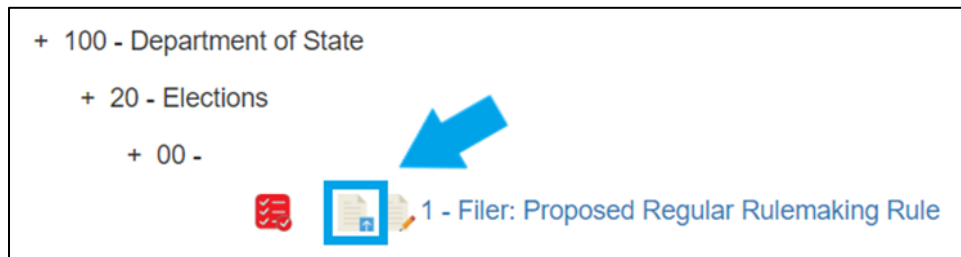 + 100 - Department of State
+ 20 - Elections
+ 00 -
1 - Filer: Proposed Regular Rulemaking Rule